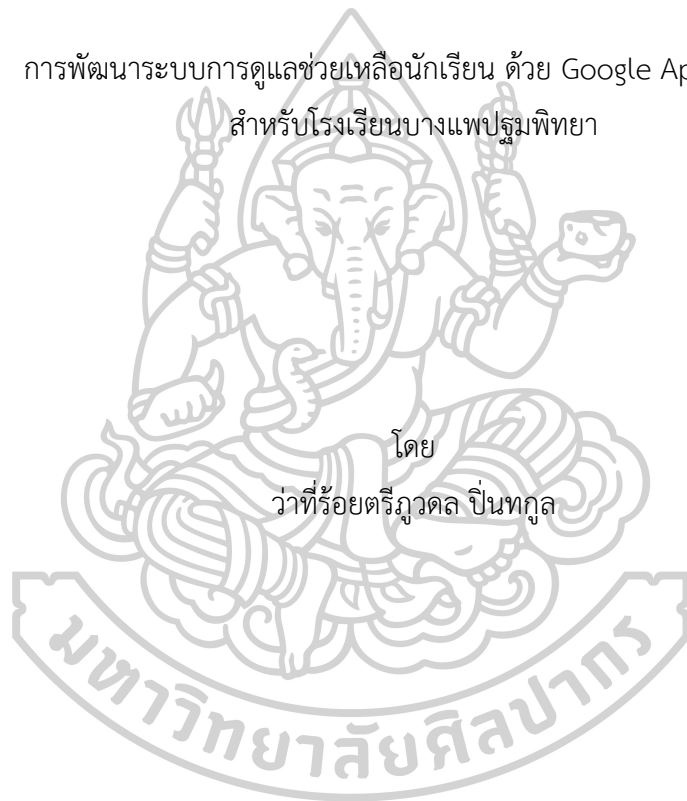 การพัฒนาระบบการดูแลช่วยเหลือนักเรียน ด้วย Google Ap
สำหรับโรงเรียนบางแพปฐมพิทยา
โดย
ว่าที่ร้อยตรีภูวดล ปิ่นทกูล
มหาวิทยาลัยศิลปากร